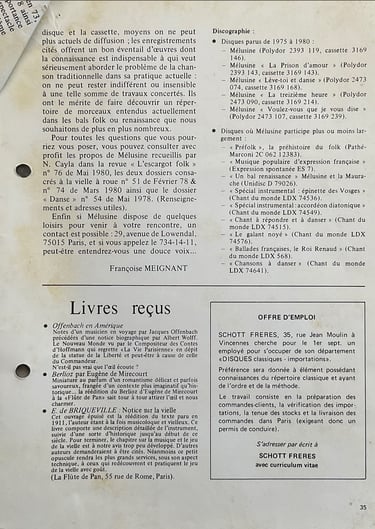 disque et la cassette, moyens on ne peut
plus actuels de diffusion ; les enregistrements
cités offrent un bon éventail d'œuvres dont
la connaissance est indispensable à qui veut
sérieusement aborder le problème de la chan-
son traditionnelle dans sa pratique actuelle :
on ne peut rester indifférent ou insensible
à une telle somme de travaux concertés. Ils
ont le mérite de faire découvrir un réper-
toire de morceaux entendus actuellement
dans les bals folk ou renaissance que nous
souhaitons de plus en plus nombreux.
Pour toutes les questions que vous pour-
riez vous poser, vous pouvez consulter avec
profit les propos de Mélusine recueillis par
N. Cayla dans la revue « L'escargot folk »
n° 76 de Mai 1980, les deux dossiers consa-
crés à la vielle à roue n° 51 de Février 78 &
n° 74 de Mars 1980 ainsi que le dossier
« Danse » n° 54 de Mai 1978. (Renseigne-
ments et adresses utiles).
Enfin si Mélusine dispose de quelques
loisirs pour venir à votre rencontre, un
contact est possible : 29, avenue de Lowendal,
75015 Paris, et si vous appelez le 734-14-11,
peut-être entendrez-vous une douce voix...
Françoise MEIGNANT
Discographie :
● Disques parus de 1975 à 1980 :
– Mélusine (Polydor 2393 119, cassette 3169
146).
– Mélusine « La Prison d'amour » (Polydor
2393 143, cassette 3169 143).
– Mélusine « Lève-toi et danse » (Polydor 2473
074, cassette 3169 168).
– Mélusine « La treizième heure » (Polydor
2473 090, cassette 3169 214).
– Mélusine « Voulez-vous que je vous dise »
(Polydor 2473 107, cassette 3169 239).
● Disques où Mélusine participe plus ou moins lar-
gement :
– « Préfolk », la préhistoire du folk (Pathé-
Marconi 2C 062 12383).
– « Musique populaire d'expression française »
(Expression spontanée ES 7).
– « Un bal renaissance » Mélusine et la Maura-
che (Unidisc D 79026).
– « Spécial instrumental : épinette des Vosges »
(Chant du monde LDX 74536).
– « Spécial instrumental : accordéon diatonique »
(Chant du monde LDX 74549).
– « Chant à répondre et à danser » (Chant du
monde LDX 74515).
– « Le galant noyé » (Chant du monde LDX
74576).
– « Ballades françaises, le Roi Renaud » (Chant
du monde LDX 568).
– « Chansons à danser » (Chant du monde
LDX 74641).
Livres reçus
● Offenbach en Amérique
Notes d'un musicien en voyage par Jacques Offenbach
précédées d'une notice biographique par Albert Wolff.
Le Nouveau Monde vu par le Compositeur des Contes
d'Hoffmann qui regrette « La Vie Parisienne » en dépit
de la statue de la Liberté et peut-être à cause de celle
du Commandeur.
N'est-il pas vrai que l'œil écoute ?
● Berlioz par Eugène de Mirecourt
Miniature au parfum d'un romantisme délicat et parfois
savoureux, frangée d'un contexte plus imaginatif qu'his-
torique... la réédition du Berlioz d'Eugène de Mirecourt
à la «Flûte de Pan» sait tour à tour attirer l'œil et nous
charmer.
● E. de BRIQUEVILLE : Notice sur la vielle
Cet ouvrage épuisé est la réédition du texte paru en
1911, l'auteur étant à la fois musicologue et vielleux. Ce
livre comporte une description détaillée de l'instrument,
suivie d'une sorte d'historique jusqu'au début de ce
siècle. Pour terminer, le chapitre sur la musique et le jeu
de la vielle est à notre avis trop peu développé. D'autres
auteurs demanderaient à être cités. Néanmoins ce petit
opuscule rendra les plus grands services, sous son aspect
technique, à ceux qui redécouvrent et pratiquent le jeu
de la vielle avec goût.
(La Flûte de Pan, 55 rue de Rome, Paris).
OFFRE D'EMPLOI
SCHOTT FRERES, 35, rue Jean Moulin à
Vincennes cherche pour le 1er sept. un
employé pour s'occuper de son département
«DISQUES classiques - importations».
Préférence sera donnée à élément possédant
connaissances du répertoire classique et ayant
de l'ordre et de la méthode.
Le travail consiste en la préparation des
commandes-clients, la vérification des impor-
tations, la tenue des stocks et la livraison de
commandes dans Paris (exigeant donc un
permis de conduire).
S'adresser par écrit à
SCHOTT FRERES
avec curriculum vitae
35